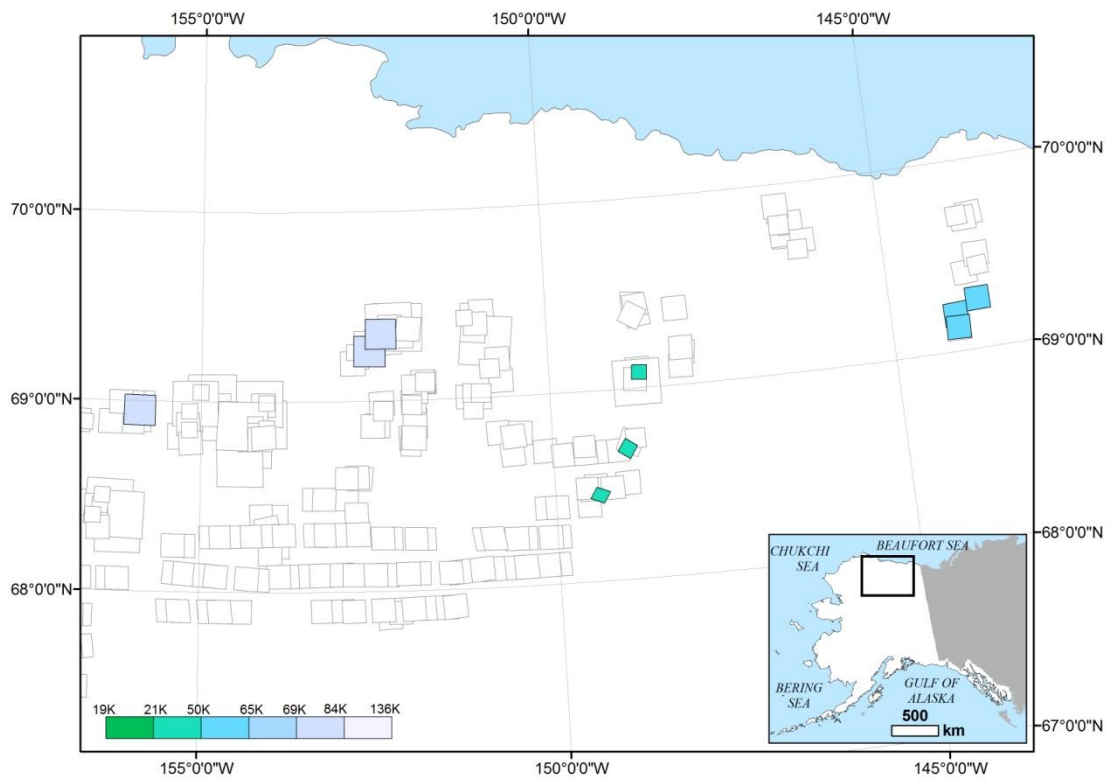 155°0'0"W 150°0'0"W 145°0'0"W
70°0'0"N
70°0'0"N
69°0'0"N
69°0'0"N
68°0'0"N
68°0'0"N
67°0'0"N
CHUKCHI
SEA
BEAUFORT SEA
BERING
SEA
GULF OF
ALASKA
500
km
19K 21K 50K 65K 69K 84K 136K
155°0'0"W 150°0'0"W 145°0'0"W